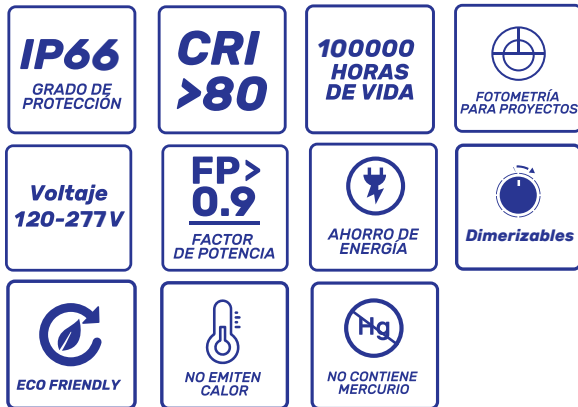 IP66
GRADO DE
PROTECCIÓN
CRI
>80
100000
HORAS
DE VIDA
FOTOMETRÍA
PARA PROYECTOS
Voltaje
120-277V
FP>
0.9
FACTOR
DE POTENCIA
AHORRO DE
ENERGÍA
Dimerizables
ECO FRIENDLY
NO EMITEN
CALOR
Hg
NO CONTIENE
MERCURIO